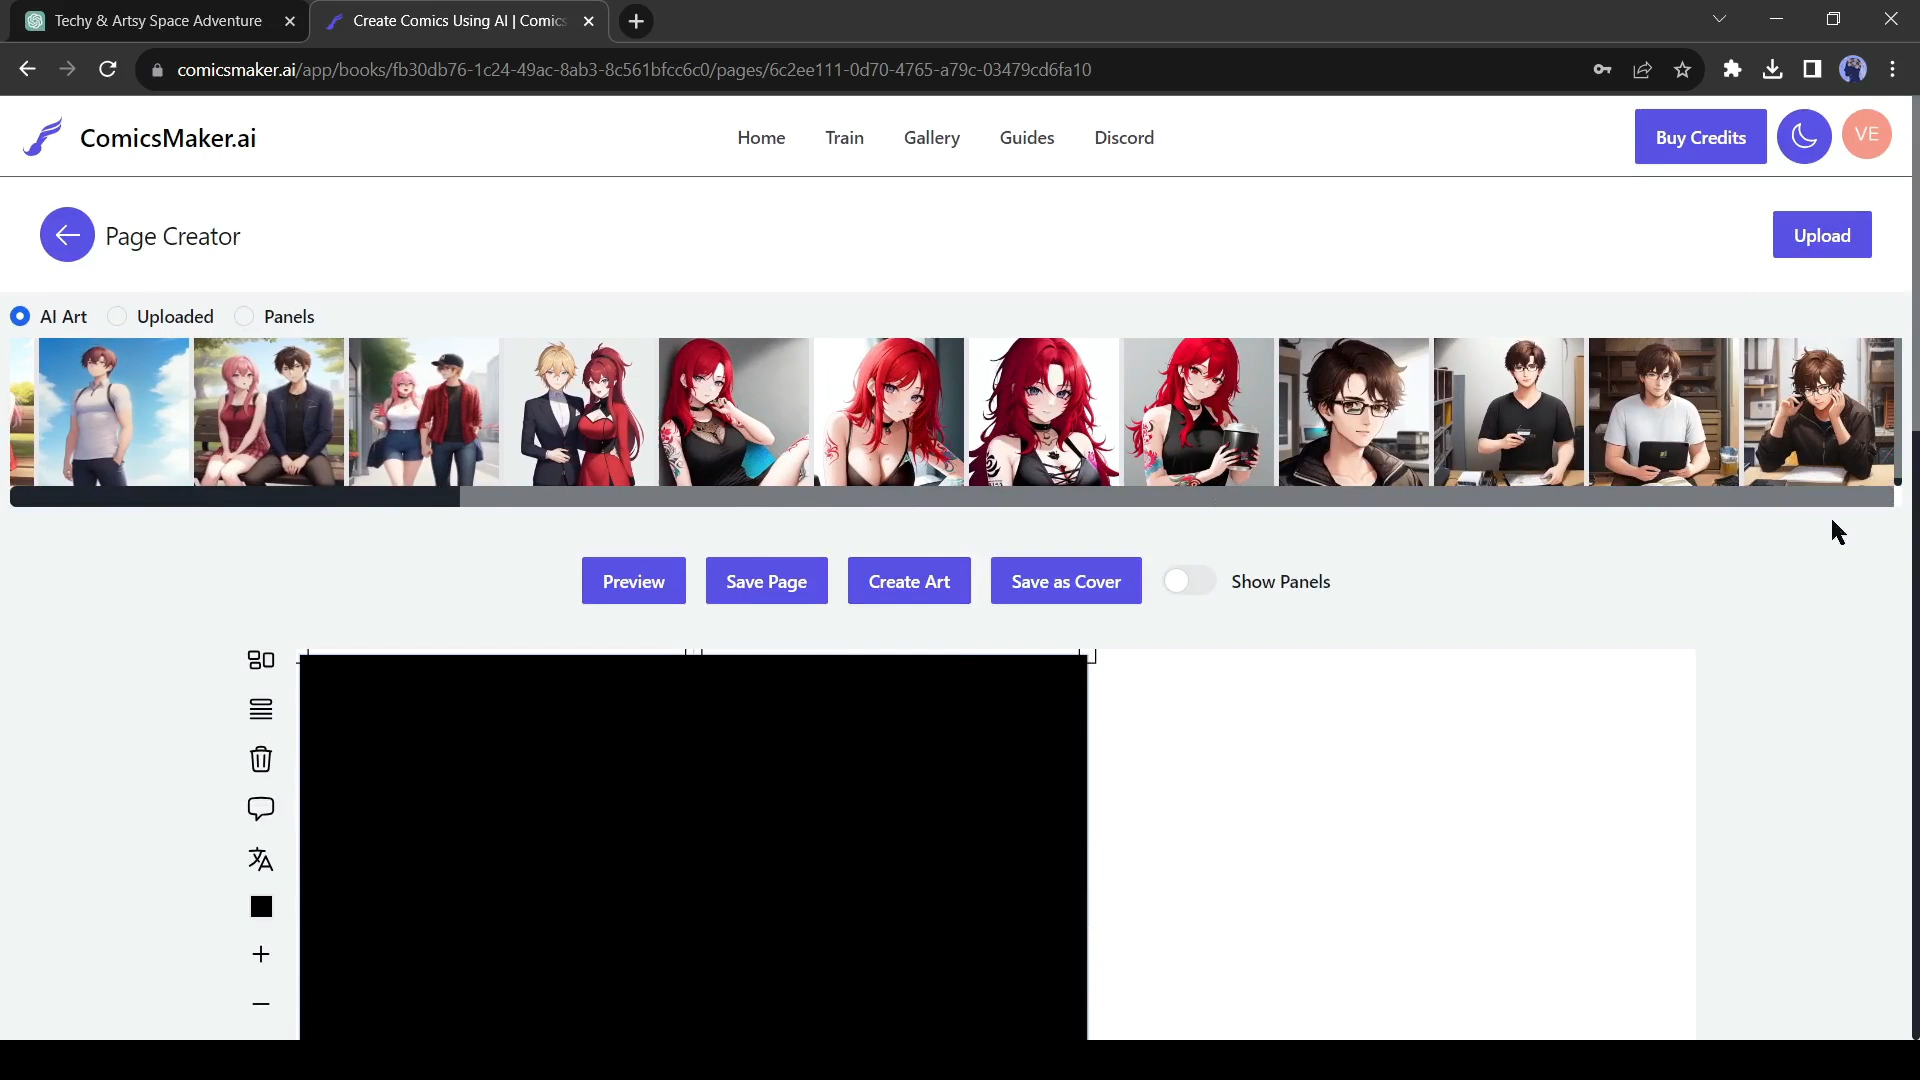 Techy & Artsy Space Adventure
Create Comics Using AI | Comics
comicsmaker.ai/app/books/fb30db76-1c24-49ac-8ab3-8c561bfcc6c0/pages/6c2ee111-0d70-4765-a79c-03479cd6fa10
ComicsMaker.ai
Home Train Gallery Guides Discord
Buy Credits
VE
Page Creator
Upload
AI Art Uploaded Panels
Preview Save Page Create Art Save as Cover Show Panels